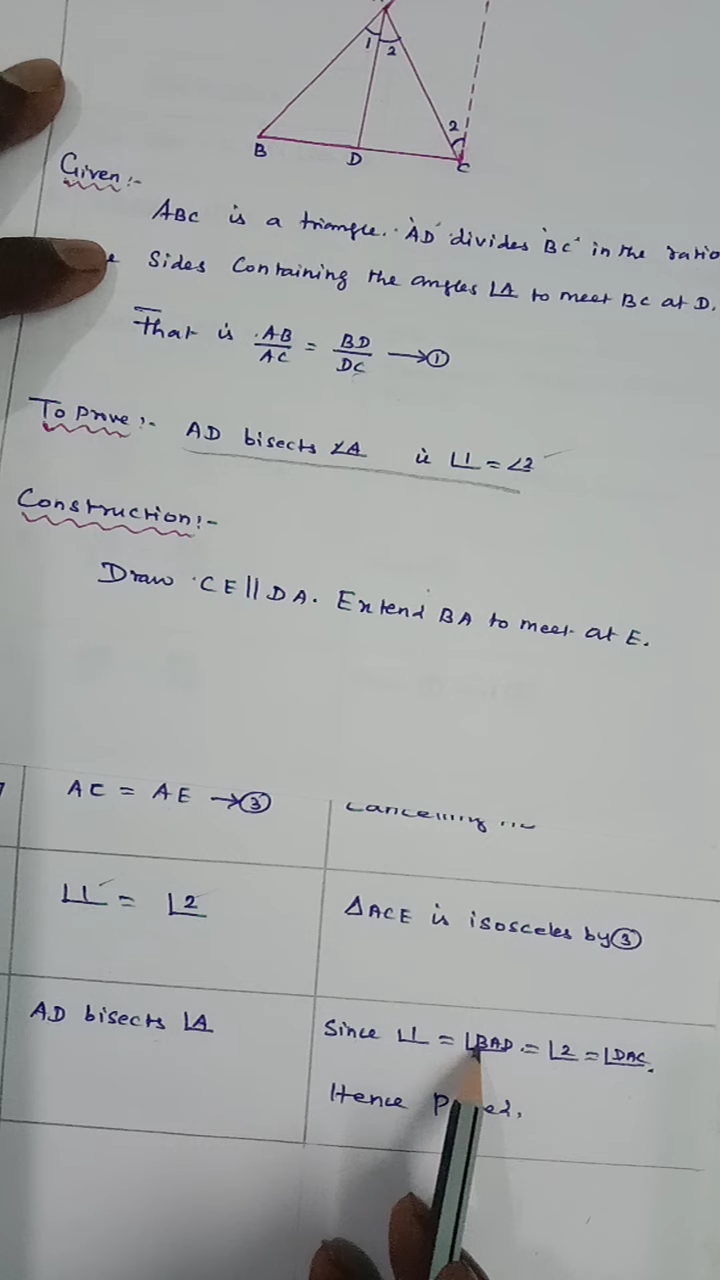 1 2
2
B D C
Given :-
ABC is a triangle. AD divides BC in the ratio
Sides Containing the angles ∠A to meet BC at D.
That is AB/AC = BD/DC → ①
To Prove :- AD bisects ∠A ie ∠1 = ∠2
Construction :-
Draw CE || DA. Extend BA to meet at E.
AC = AE → ③
∠1 = ∠2 ΔACE is isosceles by ③
AD bisects ∠A Since ∠1 = ∠BAD = ∠2 = ∠DAC.
Hence